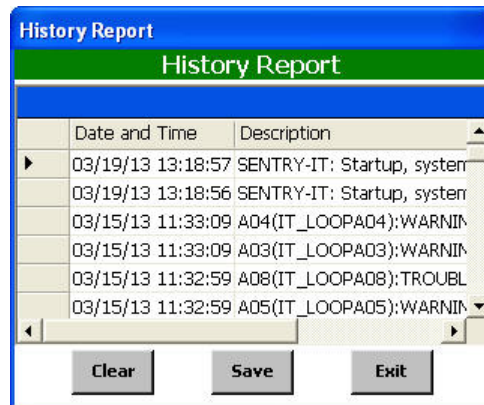 History Report
History Report
Date and Time Description
03/19/13 13:18:57 SENTRY-IT: Startup, system
03/19/13 13:18:56 SENTRY-IT: Startup, system
03/15/13 11:33:09 A04(IT_LOOPA04):WARNIN
03/15/13 11:33:09 A03(IT_LOOPA03):WARNIN
03/15/13 11:32:59 A08(IT_LOOPA08):TROUBL
03/15/13 11:32:59 A05(IT_LOOPA05):WARNIN
Clear Save Exit